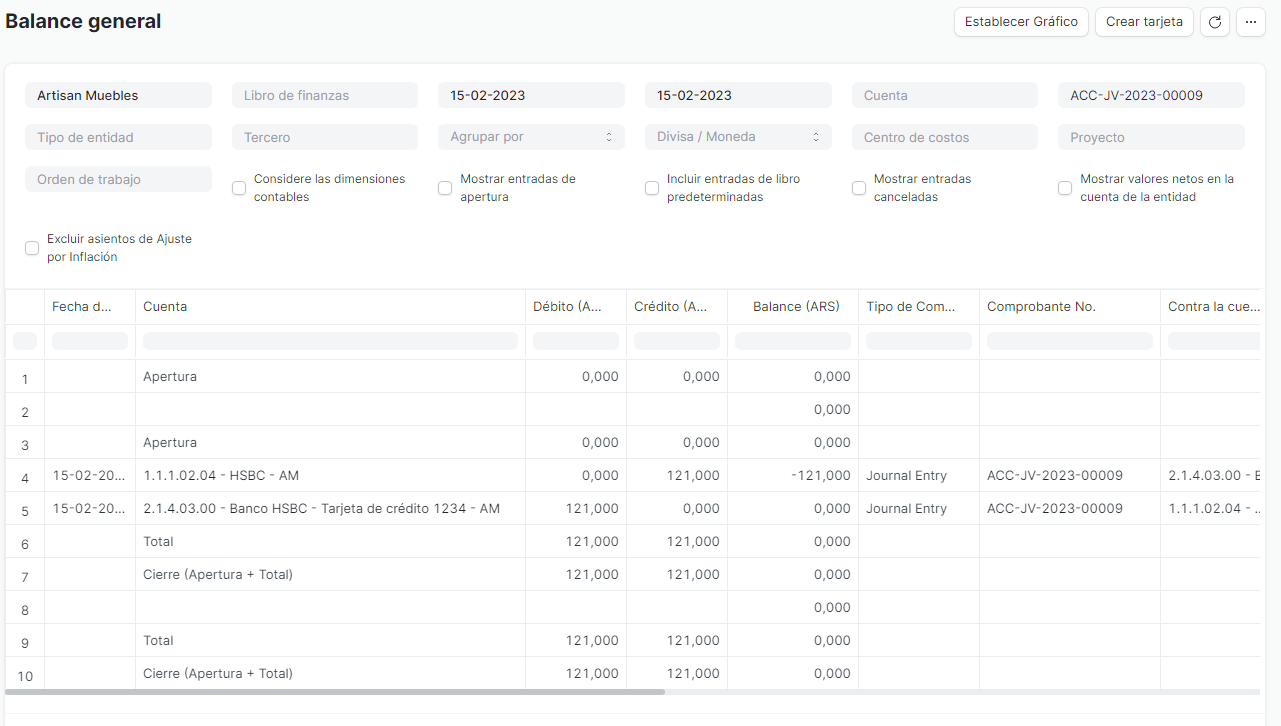 Balance general
Establecer Gráfico
Crear tarjeta
Artisan Muebles
Libro de finanzas
15-02-2023
15-02-2023
Cuenta
ACC-JV-2023-00009
Tipo de entidad
Tercero
Agrupar por
Divisa / Moneda
Centro de costos
Proyecto
Orden de trabajo
Considere las dimensiones
contables
Mostrar entradas de
apertura
Incluir entradas de libro
predeterminadas
Mostrar entradas
canceladas
Mostrar valores netos en la
cuenta de la entidad
Excluir asientos de Ajuste
por Inflación
Fecha d... Cuenta Débito (A... Crédito (A... Balance (ARS) Tipo de Com... Comprobante No. Contra la cue...
1 Apertura 0,000 0,000 0,000
2 0,000
3 Apertura 0,000 0,000 0,000
4 15-02-20... 1.1.1.02.04 - HSBC - AM 0,000 121,000 -121,000 Journal Entry ACC-JV-2023-00009 2.1.4.03.00 -
5 15-02-20... 2.1.4.03.00 - Banco HSBC - Tarjeta de crédito 1234 - AM 121,000 0,000 0,000 Journal Entry ACC-JV-2023-00009 1.1.1.02.04 - ..
6 Total 121,000 121,000 0,000
7 Cierre (Apertura + Total) 121,000 121,000 0,000
8 0,000
9 Total 121,000 121,000 0,000
10 Cierre (Apertura + Total) 121,000 121,000 0,000